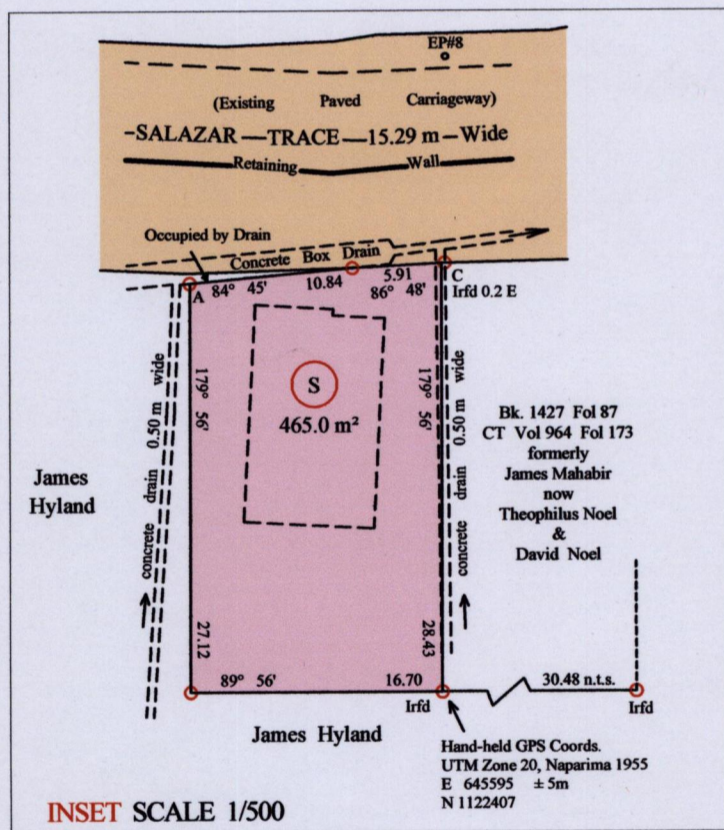 EP#8
(Existing Paved Carriageway)
SALAZAR TRACE 15.29 m Wide
Retaining Wall
Occupied by Drain
Concrete Box Drain
A 84° 45' 10.84 5.91 86° 48' C
Irfd 0.2 E
179° 56'
27.12
concrete drain 0.50 m wide
S
465.0 m²
179° 56'
28.43
concrete drain 0.50 m wide
James
Hyland
Bk. 1427 Fol 87
CT Vol 964 Fol 173
formerly
James Mahabir
now
Theophilus Noel
&
David Noel
89° 56' 16.70
30.48 n.t.s.
Irfd
Irfd
James Hyland
Hand-held GPS Coords.
UTM Zone 20, Naparima 1955
E 645595 ± 5m
N 1122407
INSET SCALE 1/500